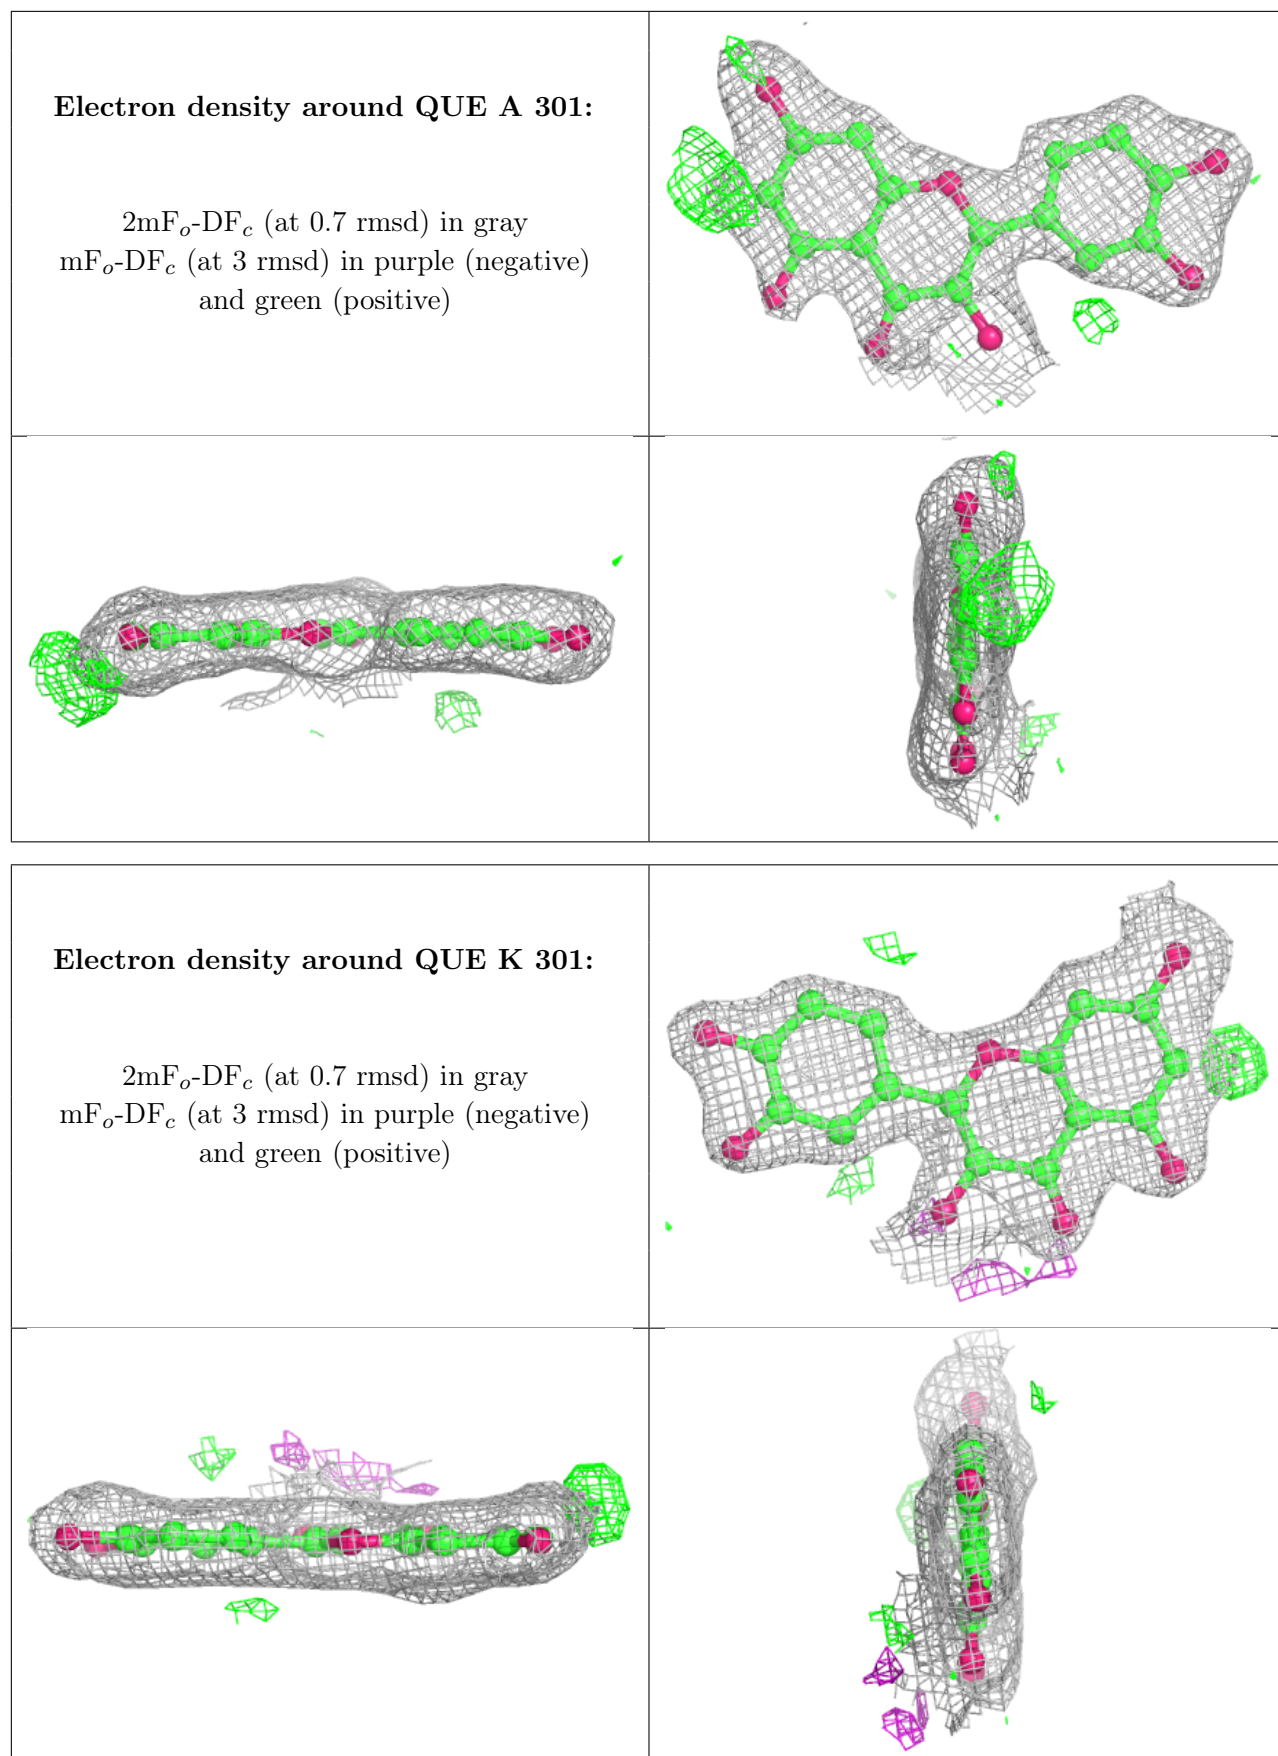 Electron density around QUE A 301:
2mFo-DFc (at 0.7 rmsd) in gray
mFo-DFc (at 3 rmsd) in purple (negative)
and green (positive)
Electron density around QUE K 301:
2mFo-DFc (at 0.7 rmsd) in gray
mFo-DFc (at 3 rmsd) in purple (negative)
and green (positive)